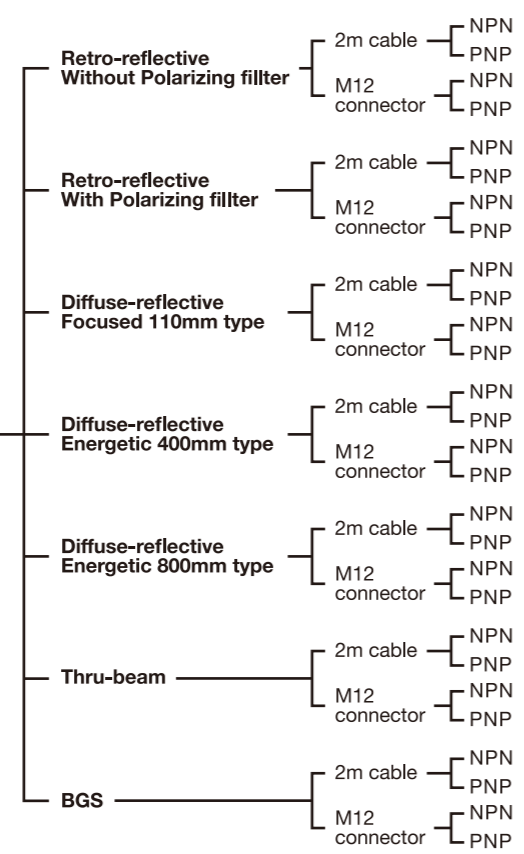 Retro-reflective
Without Polarizing fillter
2m cable
NPN
PNP
M12
connector
NPN
PNP
Retro-reflective
With Polarizing fillter
2m cable
NPN
PNP
M12
connector
NPN
PNP
Diffuse-reflective
Focused 110mm type
2m cable
NPN
PNP
M12
connector
NPN
PNP
Diffuse-reflective
Energetic 400mm type
2m cable
NPN
PNP
M12
connector
NPN
PNP
Diffuse-reflective
Energetic 800mm type
2m cable
NPN
PNP
M12
connector
NPN
PNP
Thru-beam
2m cable
NPN
PNP
M12
connector
NPN
PNP
BGS
2m cable
NPN
PNP
M12
connector
NPN
PNP